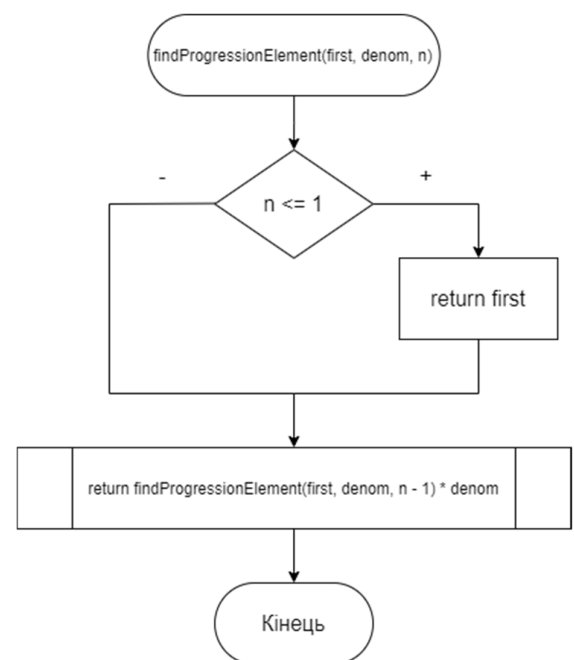 findProgressionElement(first, denom, n)
-
+
n <= 1
return first
return findProgressionElement(first, denom, n - 1) * denom
Кінець